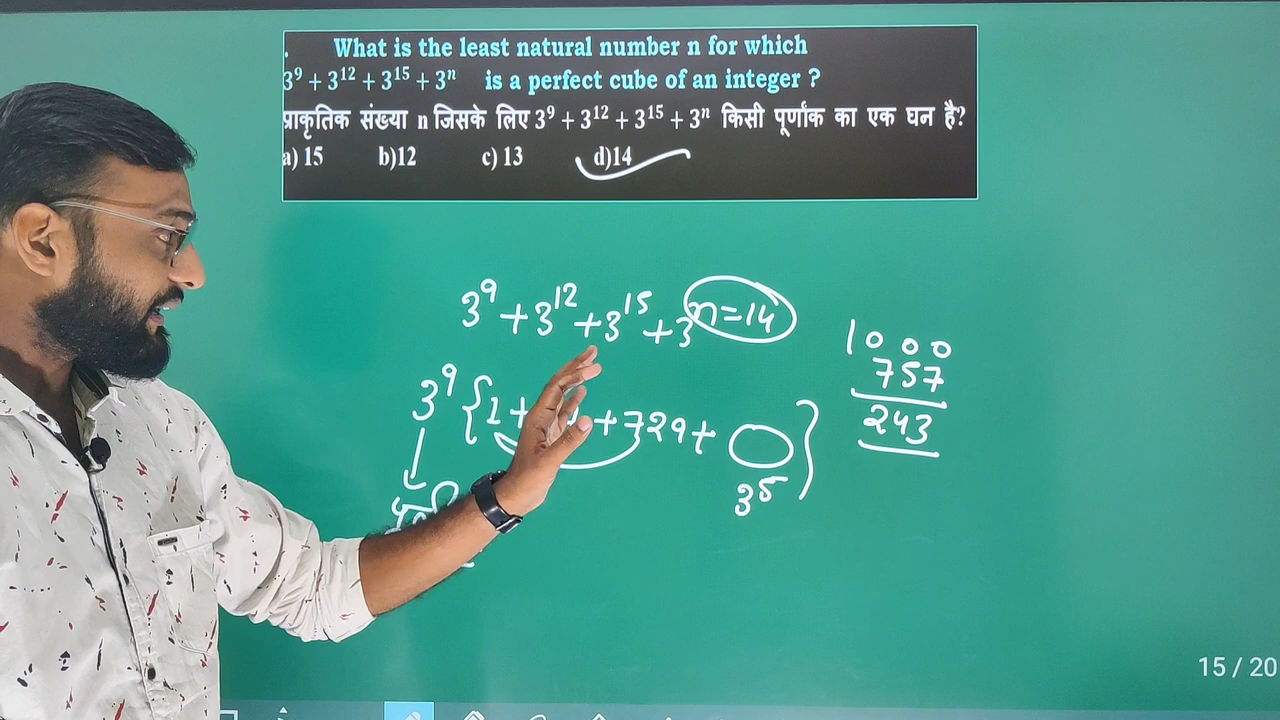 . What is the least natural number n for which
3⁹ + 3¹² + 3¹⁵ + 3ⁿ is a perfect cube of an integer ?
प्राकृतिक संख्या n जिसके लिए 3⁹ + 3¹² + 3¹⁵ + 3ⁿ किसी पूर्णांक का एक घन है?
a) 15 b)12 c) 13 d)14
3⁹ + 3¹² + 3¹⁵ + 3 n=14
3⁹ { 1 + + 729 + }
3⁵
1000
757
243
15 / 20